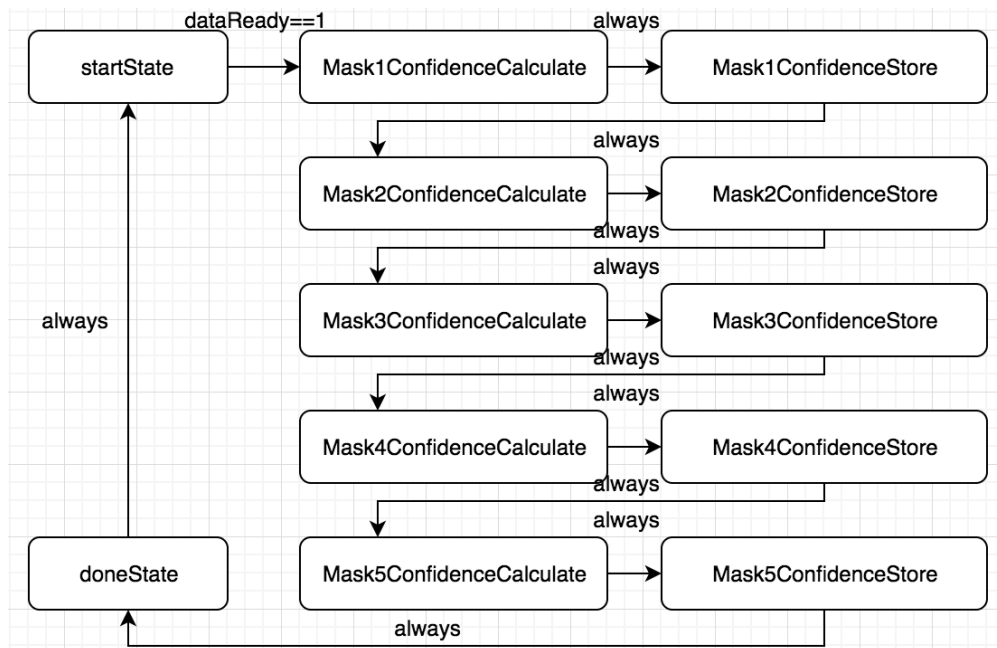 dataReady==1
always
startState
Mask1ConfidenceCalculate
Mask1ConfidenceStore
always
Mask2ConfidenceCalculate
Mask2ConfidenceStore
always
always
Mask3ConfidenceCalculate
Mask3ConfidenceStore
always
always
always
Mask4ConfidenceCalculate
Mask4ConfidenceStore
always
always
doneState
Mask5ConfidenceCalculate
Mask5ConfidenceStore
always